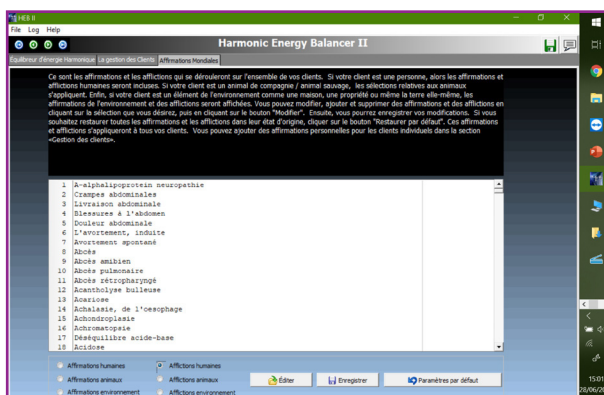 HEB II
File Log Help
Harmonic Energy Balancer II
Équilibreur d'énergie Harmonique La gestion des Clients Affirmations Mondiales
Ce sont les affirmations et les afflictions qui se dérouleront sur l'ensemble de vos clients. Si votre client est une personne, alors les affirmations et
afflictions humaines seront incluses. Si votre client est un animal de compagnie / animal sauvage, les sélections relatives aux animaux
s'appliquent. Enfin, si votre client est un élément de l'environnement comme une maison, une propriété ou même la terre elle-même, les
affirmations de l'environnement et des afflictions seront affichées. Vous pouvez modifier, ajouter et supprimer des affirmations et des afflictions en
cliquant sur la sélection que vous désirez, puis en cliquant sur le bouton "Modifier". Ensuite, vous pourrez enregistrer vos modifications. Si vous
souhaitez restaurer toutes les affirmations et les afflictions dans leur état d'origine, cliquer sur le bouton "Restaurer par défaut". Ces affirmations
et afflictions s'appliqueront à tous vos clients. Vous pouvez ajouter des affirmations personnelles pour les clients individuels dans la section
«Gestion des clients».
1 A-alphalipoprotein neuropathie
2 Crampes abdominales
3 Livraison abdominale
4 Blessures à l'abdomen
5 Douleur abdominale
6 L'avortement, induite
7 Avortement spontané
8 Abcès
9 Abcès amibien
10 Abcès pulmonaire
11 Abcès rétropharyngé
12 Acantholyse bulleuse
13 Acariose
14 Achalasie, de l'oesophage
15 Achondroplasie
16 Achromatopsie
17 Déséquilibre acide-base
18 Acidose
Affirmations humaines Afflictions humaines
Affirmations animaux Afflictions animaux Éditer Enregistrer Paramètres par défaut
Affirmations environnement Afflictions environnement
15:01